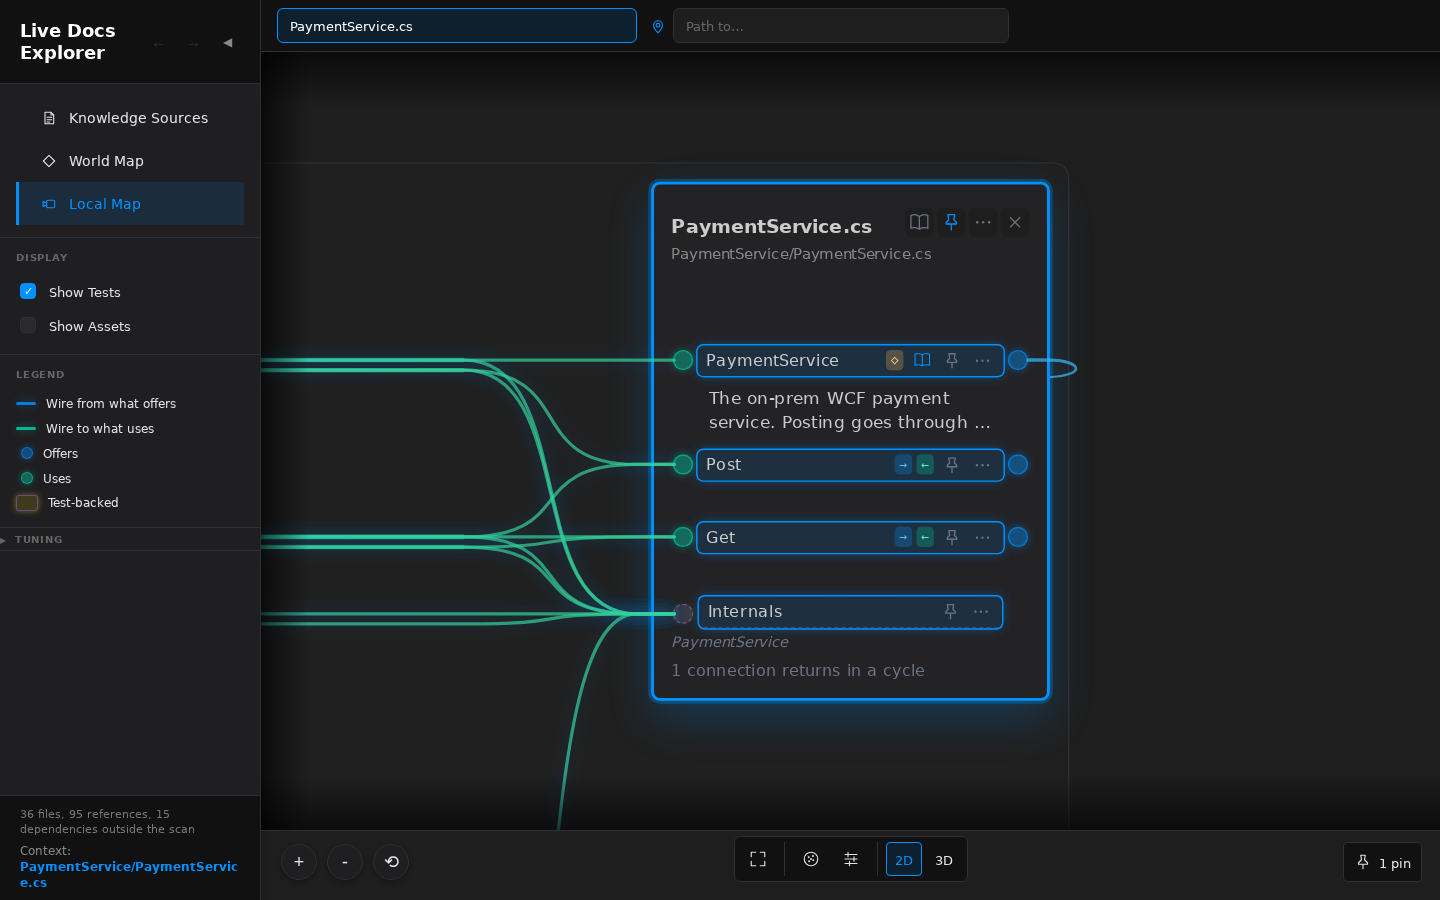 Live Docs
Explorer
PaymentService.cs
Path to...
Knowledge Sources
World Map
Local Map
DISPLAY
Show Tests
Show Assets
LEGEND
Wire from what offers
Wire to what uses
Offers
Uses
Test-backed
TUNING
36 files, 95 references, 15
dependencies outside the scan
Context:
PaymentService/PaymentServic
e.cs
PaymentService.cs
PaymentService/PaymentService.cs
PaymentService
The on-prem WCF payment
service. Posting goes through ...
Post
Get
Internals
PaymentService
1 connection returns in a cycle
2D
3D
1 pin